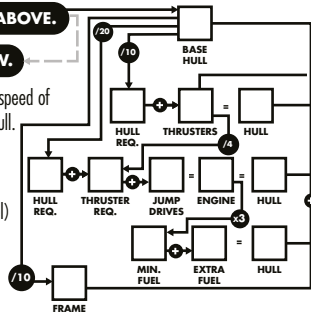 ABOVE.
V.
speed of
ull.
l)
/20
/10
BASE
HULL
+
=
HULL
REQ.
THRUSTERS
HULL
/4
+
+
=
=
HULL
REQ.
THRUSTER
REQ.
JUMP
DRIVES
ENGINE
HULL
x3
+
=
MIN.
FUEL
EXTRA
FUEL
HULL
/10
FRAME